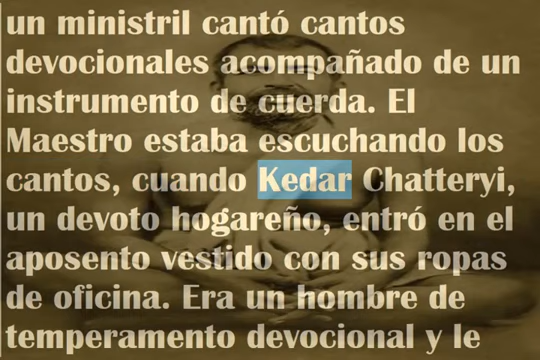 un ministril cantó cantos
devocionales acompañado de un
instrumento de cuerda. El
Maestro estaba escuchando los
cantos, cuando Kedar Chatteryi,
un devoto hogareño, entró en el
aposento vestido con sus ropas
de oficina. Era un hombre de
temperamento devocional y le